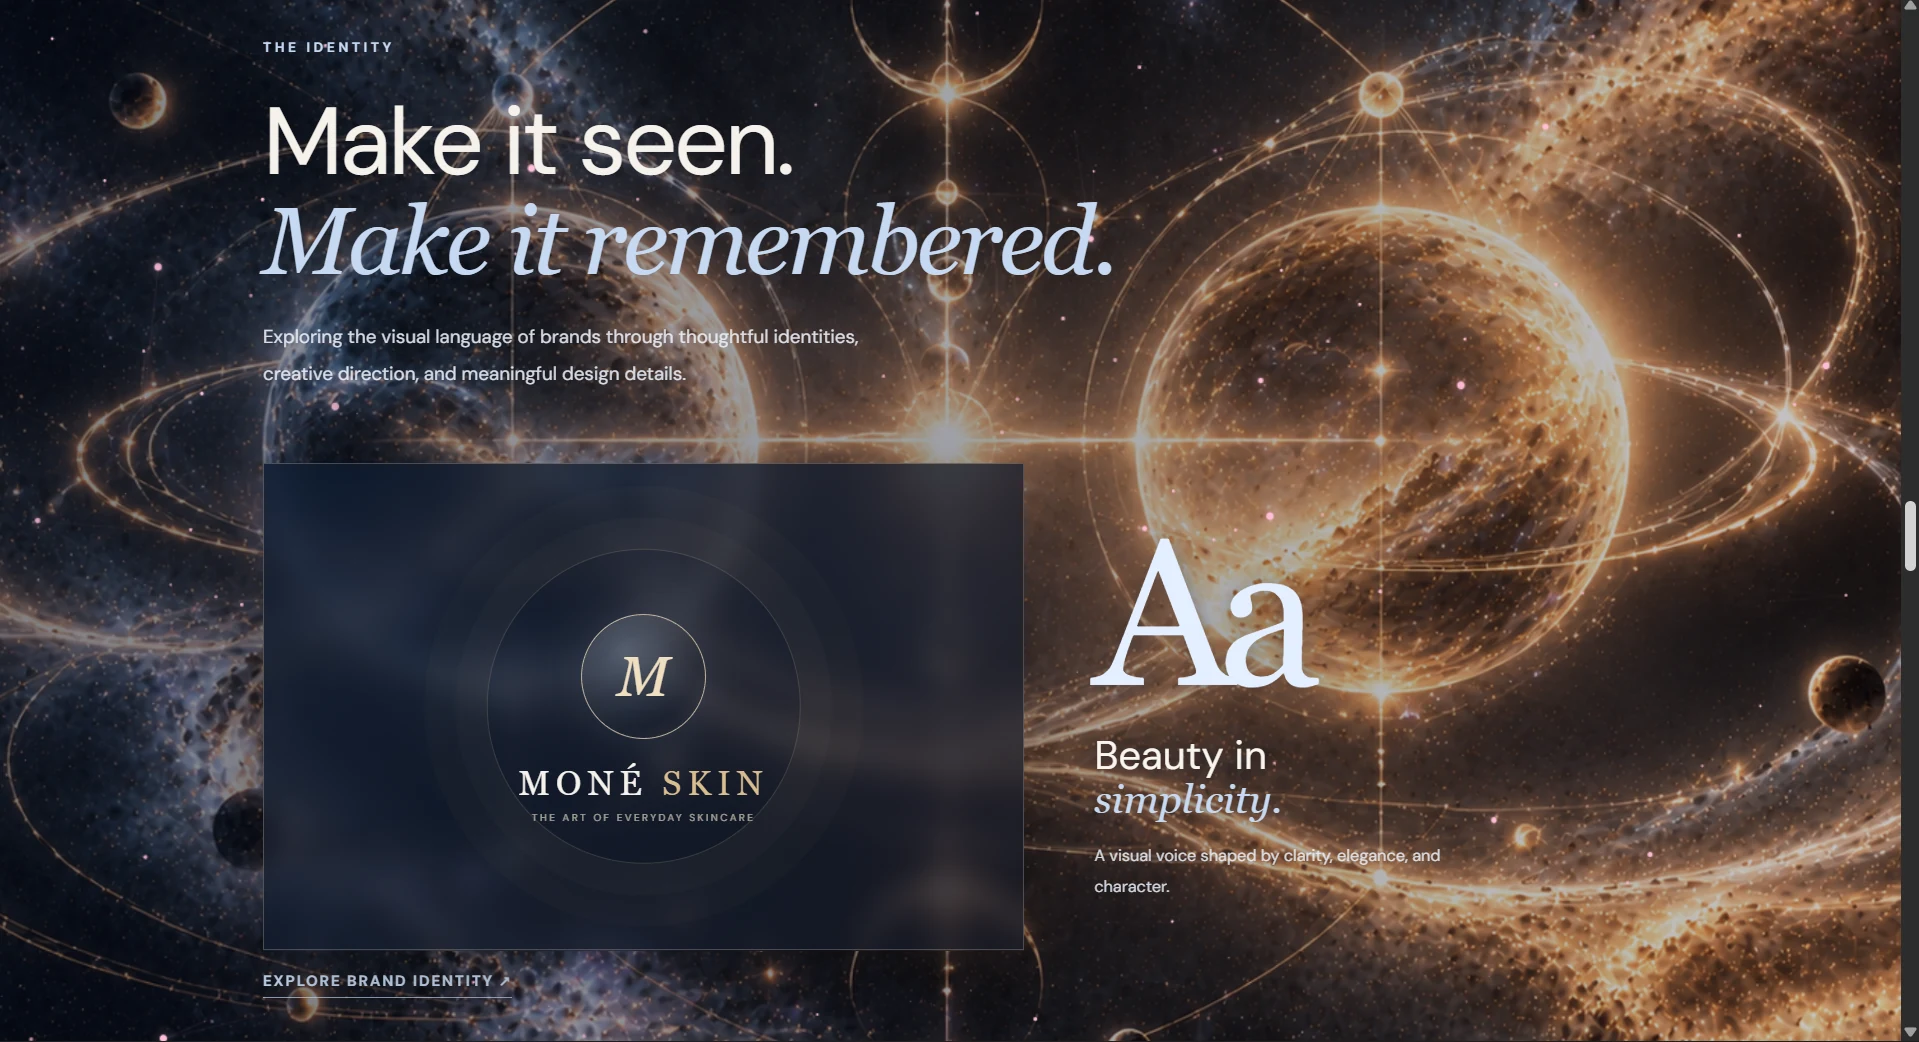 THE IDENTITY
Make it seen.
Make it remembered.
Exploring the visual language of brands through thoughtful identities,
creative direction, and meaningful design details.
M
MONÉ SKIN
THE ART OF EVERYDAY SKINCARE
Aa
Beauty in
simplicity.
A visual voice shaped by clarity, elegance, and
character.
EXPLORE BRAND IDENTITY ↗